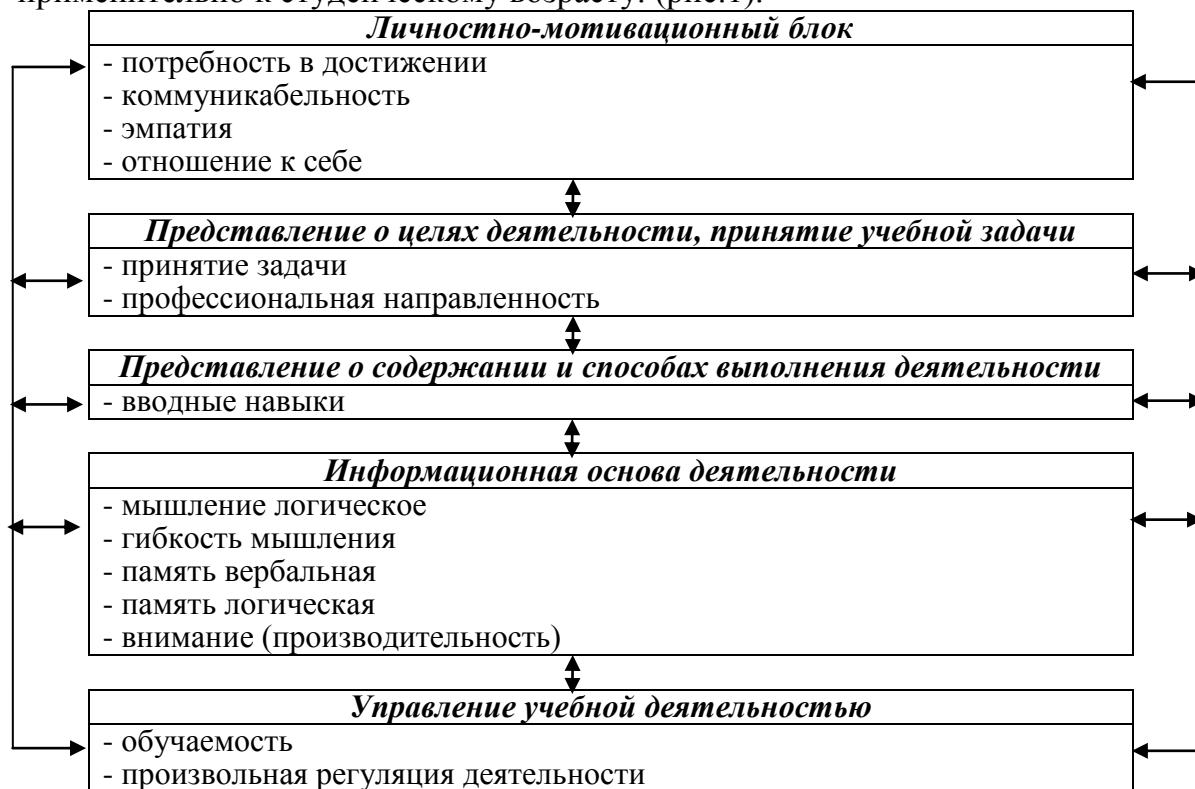 применительно к студенческому возрасту. (рис.1).
Личностно-мотивационный блок
- потребность в достижении
- коммуникабельность
- эмпатия
- отношение к себе
Представление о целях деятельности, принятие учебной задачи
- принятие задачи
- профессиональная направленность
Представление о содержании и способах выполнения деятельности
- вводные навыки
Информационная основа деятельности
- мышление логическое
- гибкость мышления
- память вербальная
- память логическая
- внимание (производительность)
Управление учебной деятельностью
- обучаемость
- произвольная регуляция деятельности